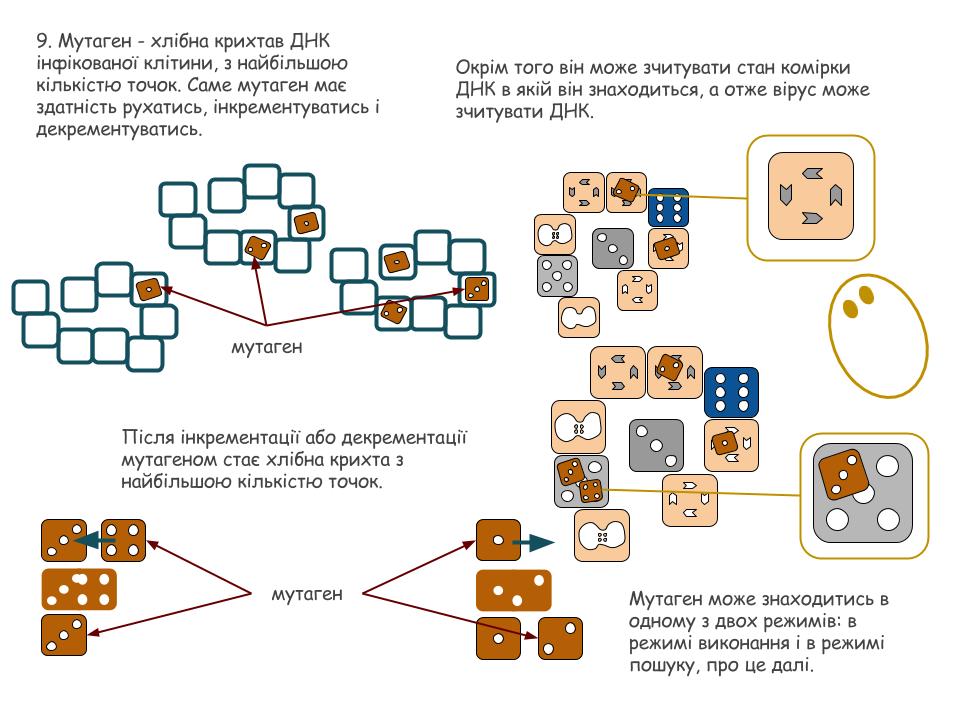 9. Мутаген - хлібна крихтав ДНК
інфікованої клітини, з найбільшою
кількістю точок. Саме мутаген має
здатність рухатись, інкрементуватись і
декрементуватись.
Окрім того він може зчитувати стан комірки
ДНК в якій він знаходиться, а отже вірус може
зчитувати ДНК.
мутаген
Після інкрементації або декрементації
мутагеном стає хлібна крихта з
найбільшою кількістю точок.
мутаген
Мутаген може знаходитись в
одному з двох режимів: в
режимі виконання і в режимі
пошуку, про це далі.